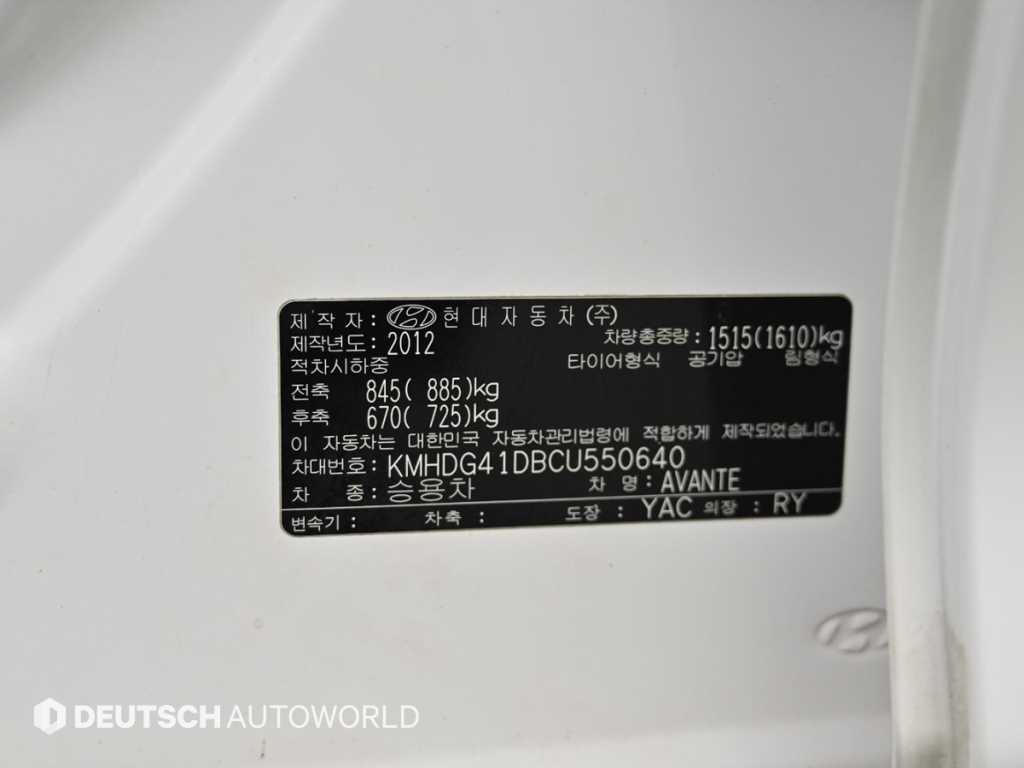 제 작 자 : 현대자동차 (주)
제작년도 : 2012 차량총중량 : 1515(1610)kg
적차시하중 타이어형식 공기압 림형식
전축 845( 885)kg
후축 670( 725)kg
이 자동차는 대한민국 자동차관리법령에 적합하게 제작되었습니다.
차대번호 : KMHDG41DBCU550640
차 종 : 승용차 차 명 : AVANTE
변속기 : 차축 : 도장 : YAC 의장 : RY
DEUTSCH AUTOWORLD